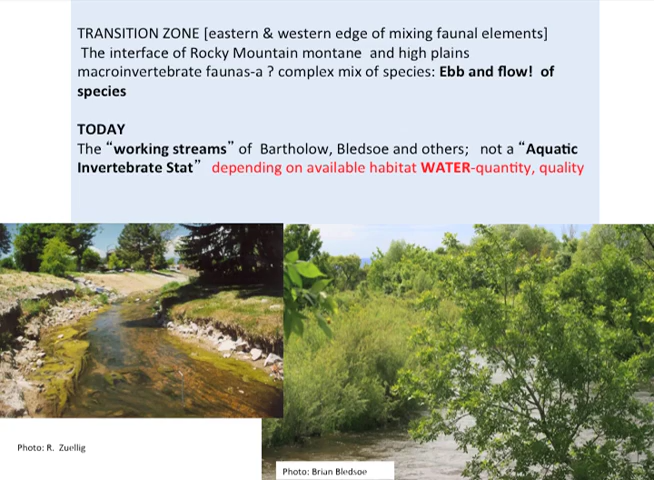 TRANSITION ZONE [eastern & western edge of mixing faunal elements]
The interface of Rocky Mountain montane and high plains
macroinvertebrate faunas-a ? complex mix of species: Ebb and flow! of
species
TODAY
The “working streams” of Bartholow, Bledsoe and others; not a “Aquatic
Invertebrate Stat” depending on available habitat WATER-quantity, quality
Photo: R. Zuellig
Photo: Brian Bledsoe